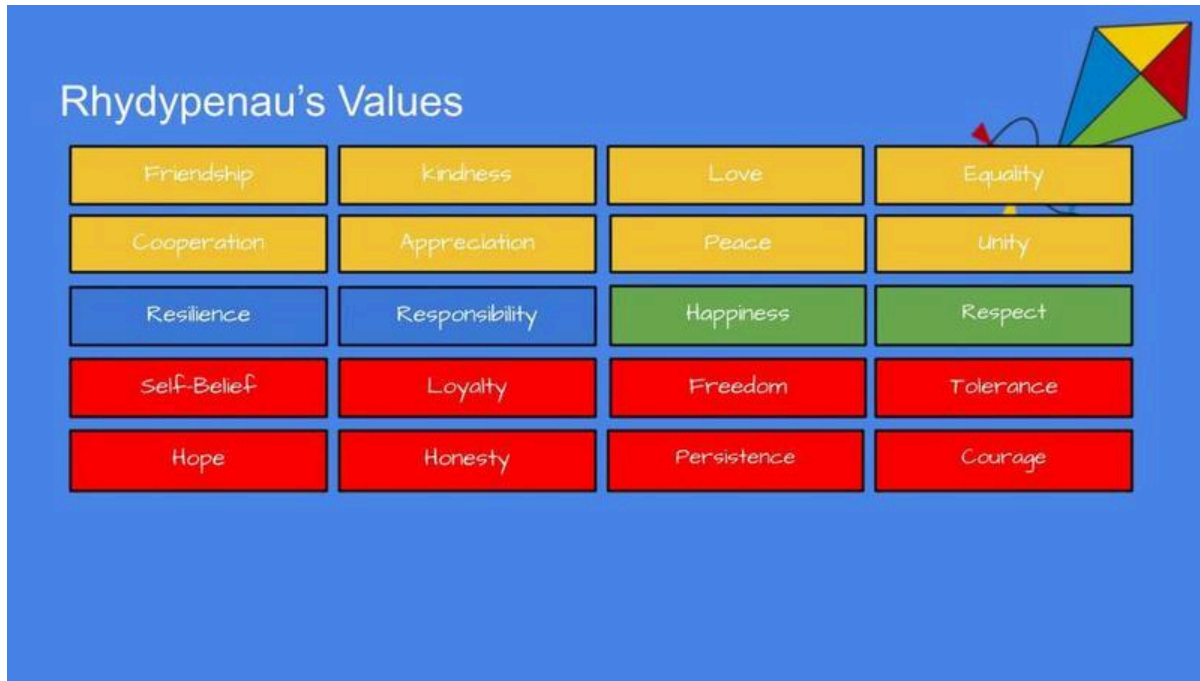 Rhydypenau's Values
Friendship kindness Love Equality
Cooperation Appreciation Peace Unity
Resilience Responsibility Happiness Respect
Self-Belief Loyalty Freedom Tolerance
Hope Honesty Persistence Courage